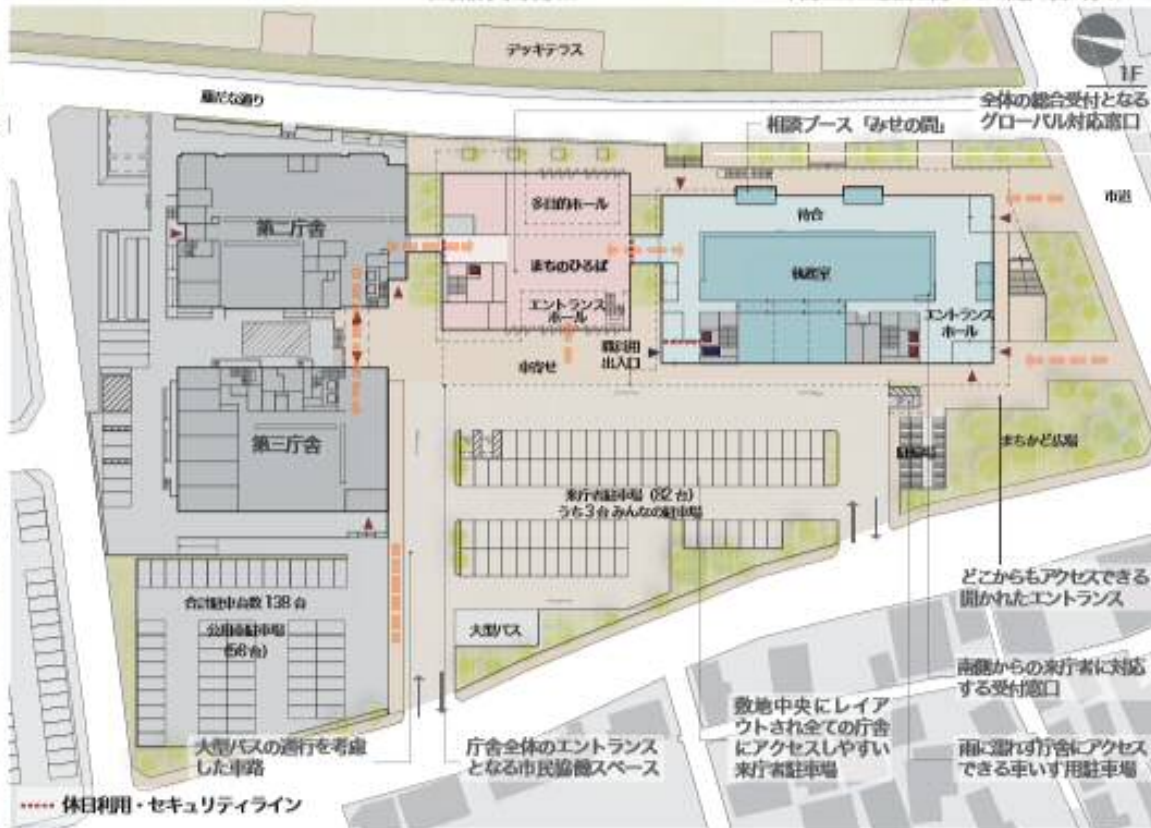 デッキテラス
1F
藤だな通り
全体の総合受付となる
グローバル対応窓口
相談ブース「みせの間」
市道
多目的ホール
待合
第二庁舎
まちのひろば
執務室
エントランス
ホール
エントランス
ホール
職員用
出入口
車寄せ
第三庁舎
まちかど広場
駐輪場
来庁者駐車場 (82台)
うち3台 みんなの駐車場
どこからもアクセスできる
開かれたエントランス
合計駐車台数 138台
公用車駐車場
(56台)
大型バス
南側からの来庁者に対応
する受付窓口
敷地中央にレイア
ウトされ全ての庁舎
にアクセスしやすい
来庁者駐車場
大型バスの通行を考慮
した車路
庁舎全体のエントランス
となる市民協働スペース
雨に濡れず庁舎にアクセス
できる車いす用駐車場
休日利用・セキュリティライン